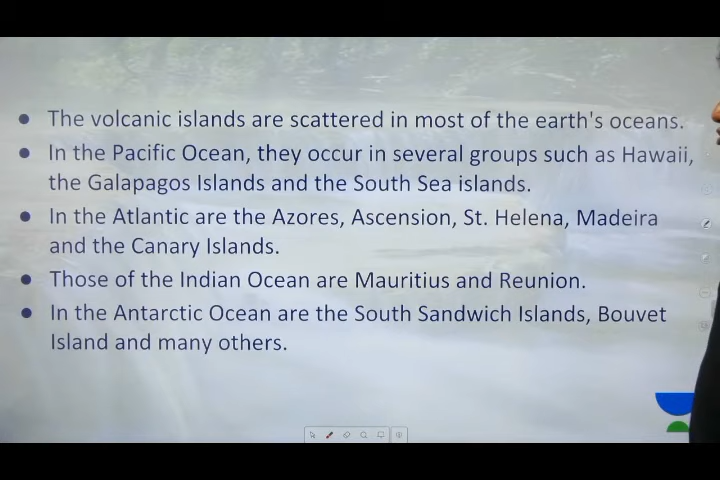 ● The volcanic islands are scattered in most of the earth's oceans.
● In the Pacific Ocean, they occur in several groups such as Hawaii,
the Galapagos Islands and the South Sea islands.
● In the Atlantic are the Azores, Ascension, St. Helena, Madeira
and the Canary Islands.
● Those of the Indian Ocean are Mauritius and Reunion.
● In the Antarctic Ocean are the South Sandwich Islands, Bouvet
Island and many others.